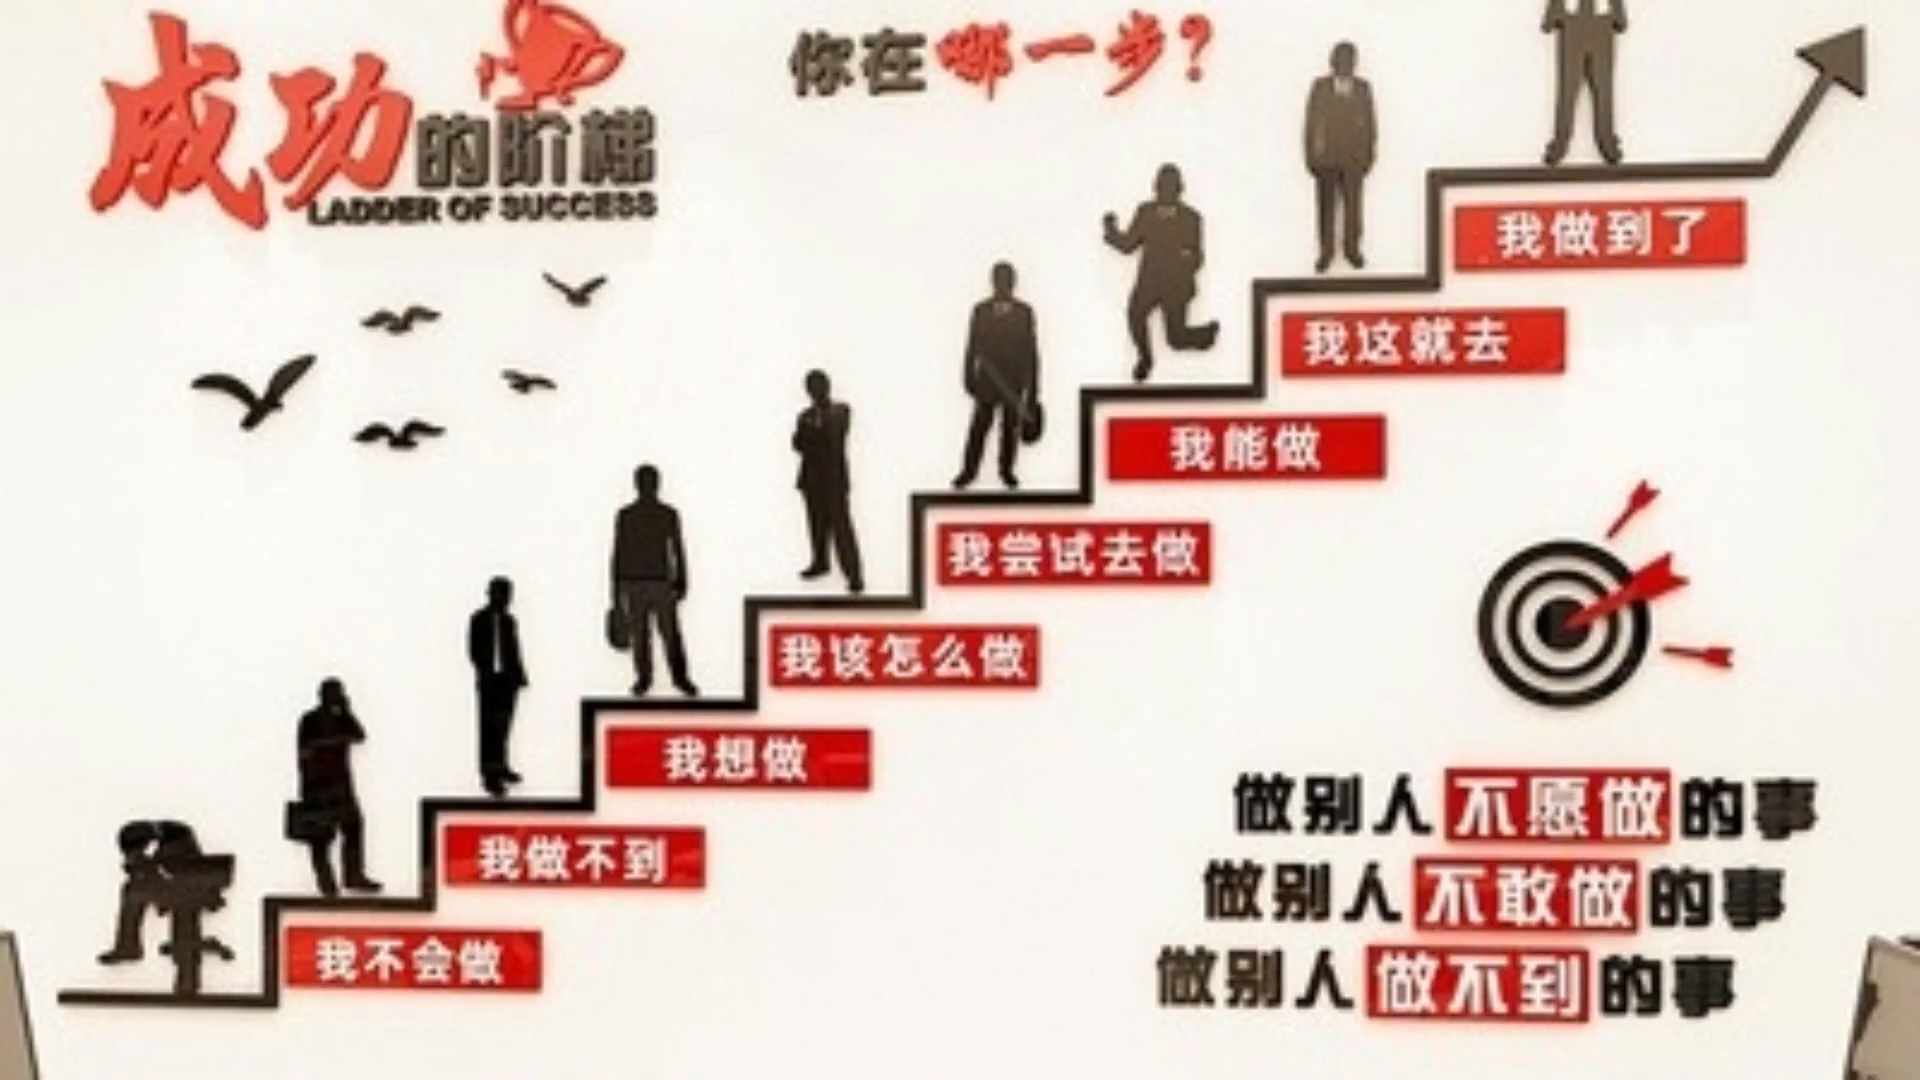 成功的阶梯
LADDER OF SUCCESS
你在哪一步?
我做到了
我这就去
我能做
我尝试去做
我该怎么做
我想做
我做不到
我不会做
做别人不愿做的事
做别人不敢做的事
做别人做不到的事